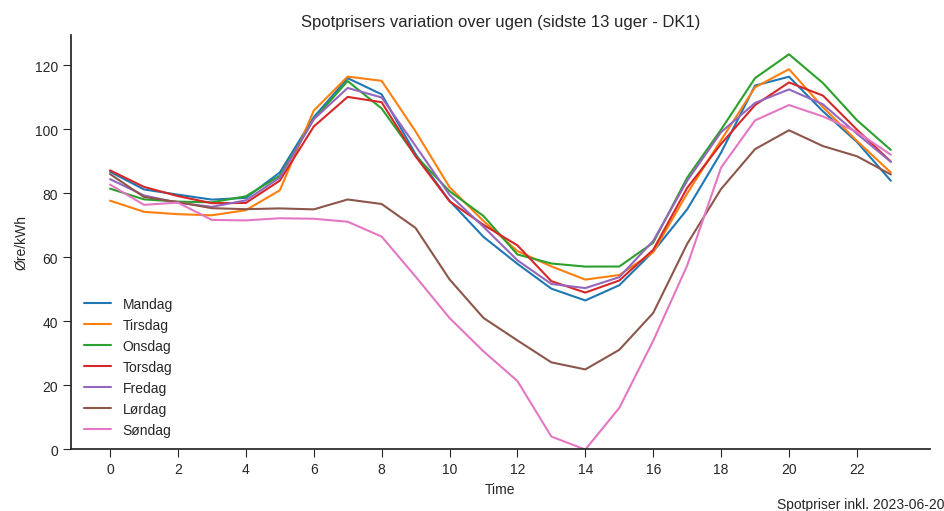 Spotprisers variation over ugen (sidste 13 uger - DK1)
120
100
80
60
40
20
0
Øre/kWh
Mandag
Tirsdag
Onsdag
Torsdag
Fredag
Lørdag
Søndag
0 2 4 6 8 10 12 14 16 18 20 22
Time
Spotpriser inkl. 2023-06-20